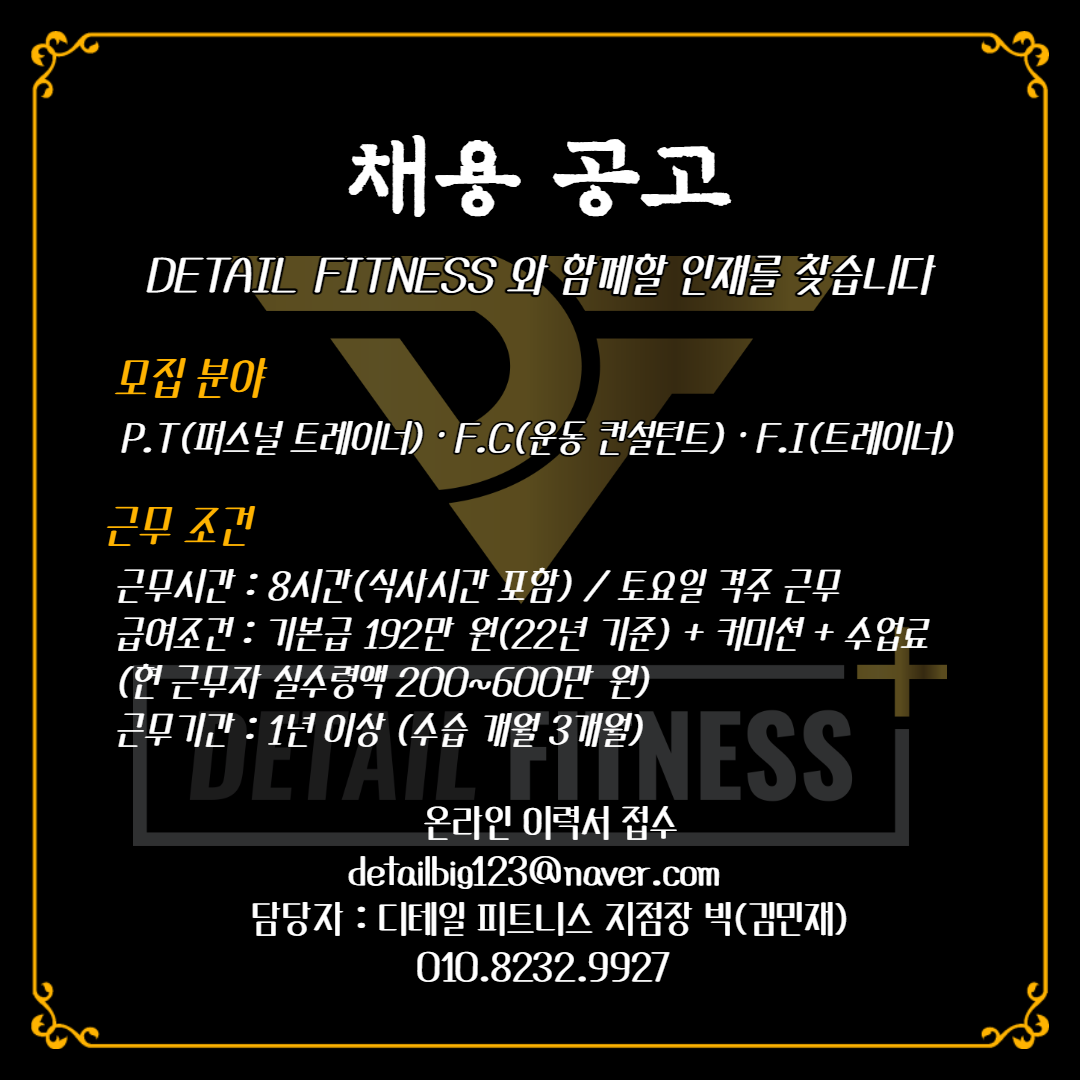 채용 공고
DETAIL FITNESS 와 함께할 인재를 찾습니다
모집 분야
P.T(퍼스널 트레이너) · F.C(운동 컨설턴트) · F.I(트레이너)
근무 조건
근무시간 : 8시간(식사시간 포함) / 토요일 격주 근무
급여조건 : 기본급 192만 원(22년 기준) + 커미션 + 수업료
(현 근무자 실수령액 200~600만 원)
근무기간 : 1년 이상 (수습 개월 3개월)
DETAIL FITNESS
온라인 이력서 접수
detailbig123@naver.com
담당자 : 디테일 피트니스 지점장 빅(김민재)
010.8232.9927